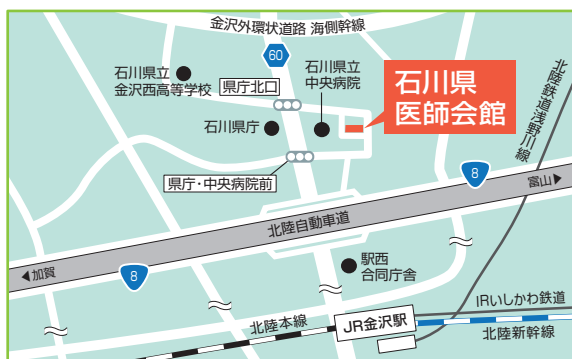 金沢外環状道路 海側幹線
60
石川県立
金沢西高等学校
県庁北口
石川県立
中央病院
石川県
医師会館
北陸鉄道浅野川線
石川県庁
県庁・中央病院前
8
富山▶
北陸自動車道
◀加賀
8
駅西
合同庁舎
IRいしかわ鉄道
北陸本線
JR金沢駅
北陸新幹線